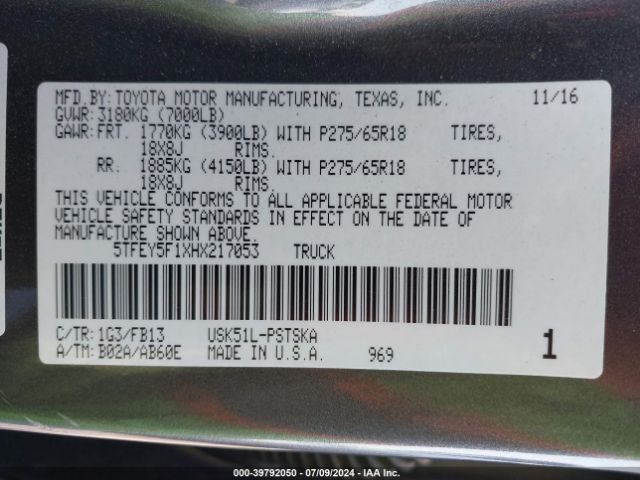 MFD.BY: TOYOTA MOTOR MANUFACTURING, TEXAS, INC. 11/16
GVWR: 3180KG (7000LB)
GAWR: FRT. 1770KG (3900LB) WITH P275/65R18 TIRES,
18X8J RIMS.
RR. 1885KG (4150LB) WITH P275/65R18 TIRES,
18X8J RIMS.
THIS VEHICLE CONFORMS TO ALL APPLICABLE FEDERAL MOTOR
VEHICLE SAFETY STANDARDS IN EFFECT ON THE DATE OF
MANUFACTURE SHOWN ABOVE.
5TFEY5F1XHX217053 TRUCK
C/TR: 1G3/FB13 USK51L-PSTSKA
A/TM: B02A/AB60E MADE IN U.S.A. 969 1
000-39792050 - 07/09/2024 - IAAI.com